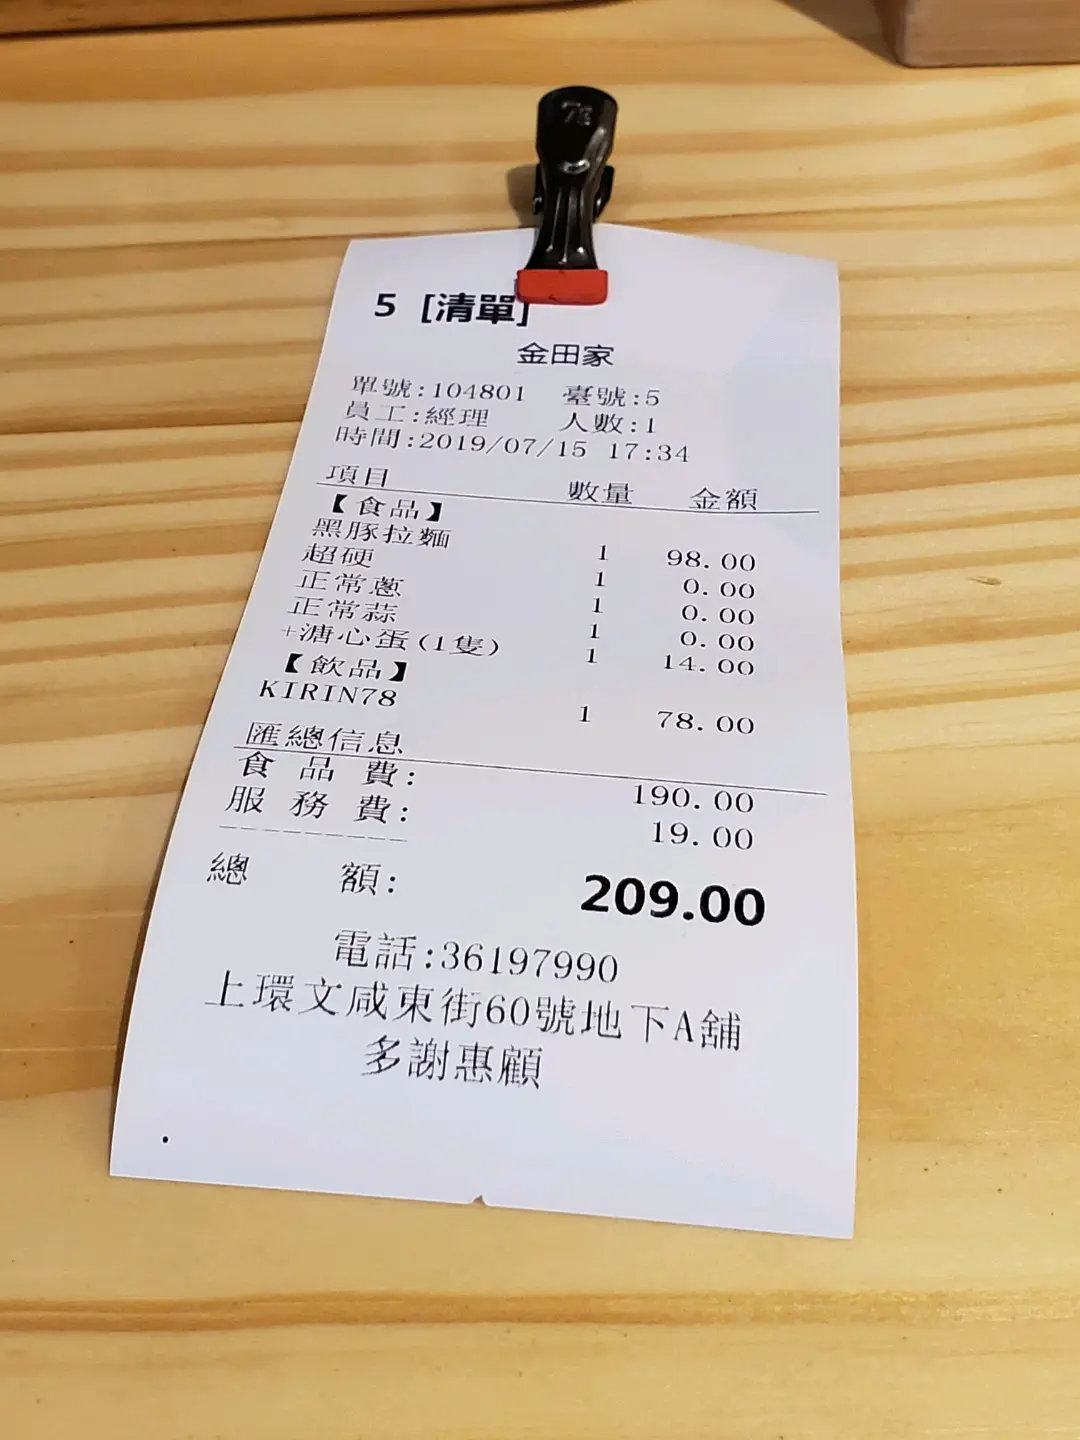 5 [清單]
金田家
單號:104801 臺號:5
員工:經理 人數:1
時間:2019/07/15 17:34
項目 數量 金額
【食品】
黑豚拉麵 1 98.00
超硬 1 0.00
正常蔥 1 0.00
正常蒜 1 0.00
+溏心蛋(1隻) 1 14.00
【飲品】
KIRIN78 1 78.00
匯總信息
食品費: 190.00
服務費: 19.00
總額: 209.00
電話:36197990
上環文咸東街60號地下A舖
多謝惠顧